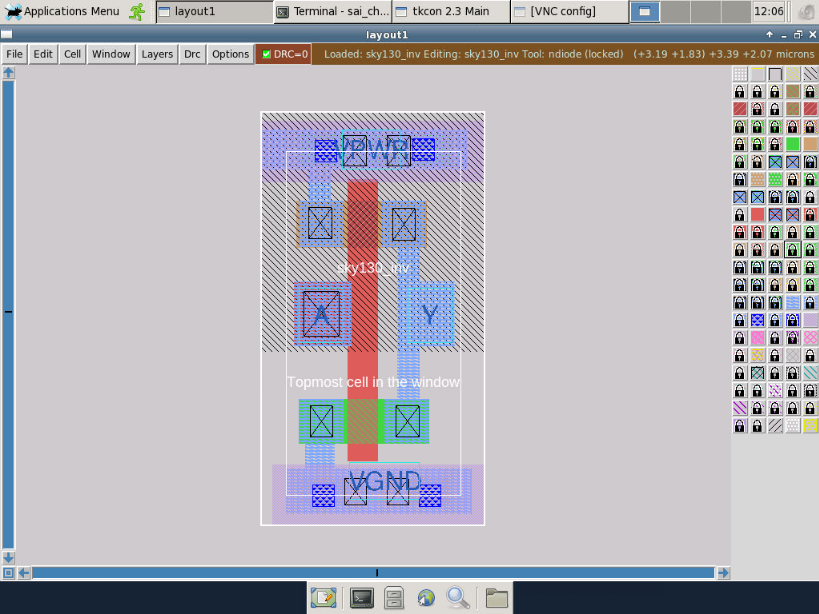 Applications Menu
layout1
Terminal - sai_ch...
tkcon 2.3 Main
[VNC config]
12:06
layout1
File Edit Cell Window Layers Drc Options DRC=0 Loaded: sky130_inv Editing: sky130_inv Tool: ndiode (locked) (+3.19 +1.83) +3.39 +2.07 microns
VPWR
sky130_inv
A
Y
Topmost cell in the window
VGND